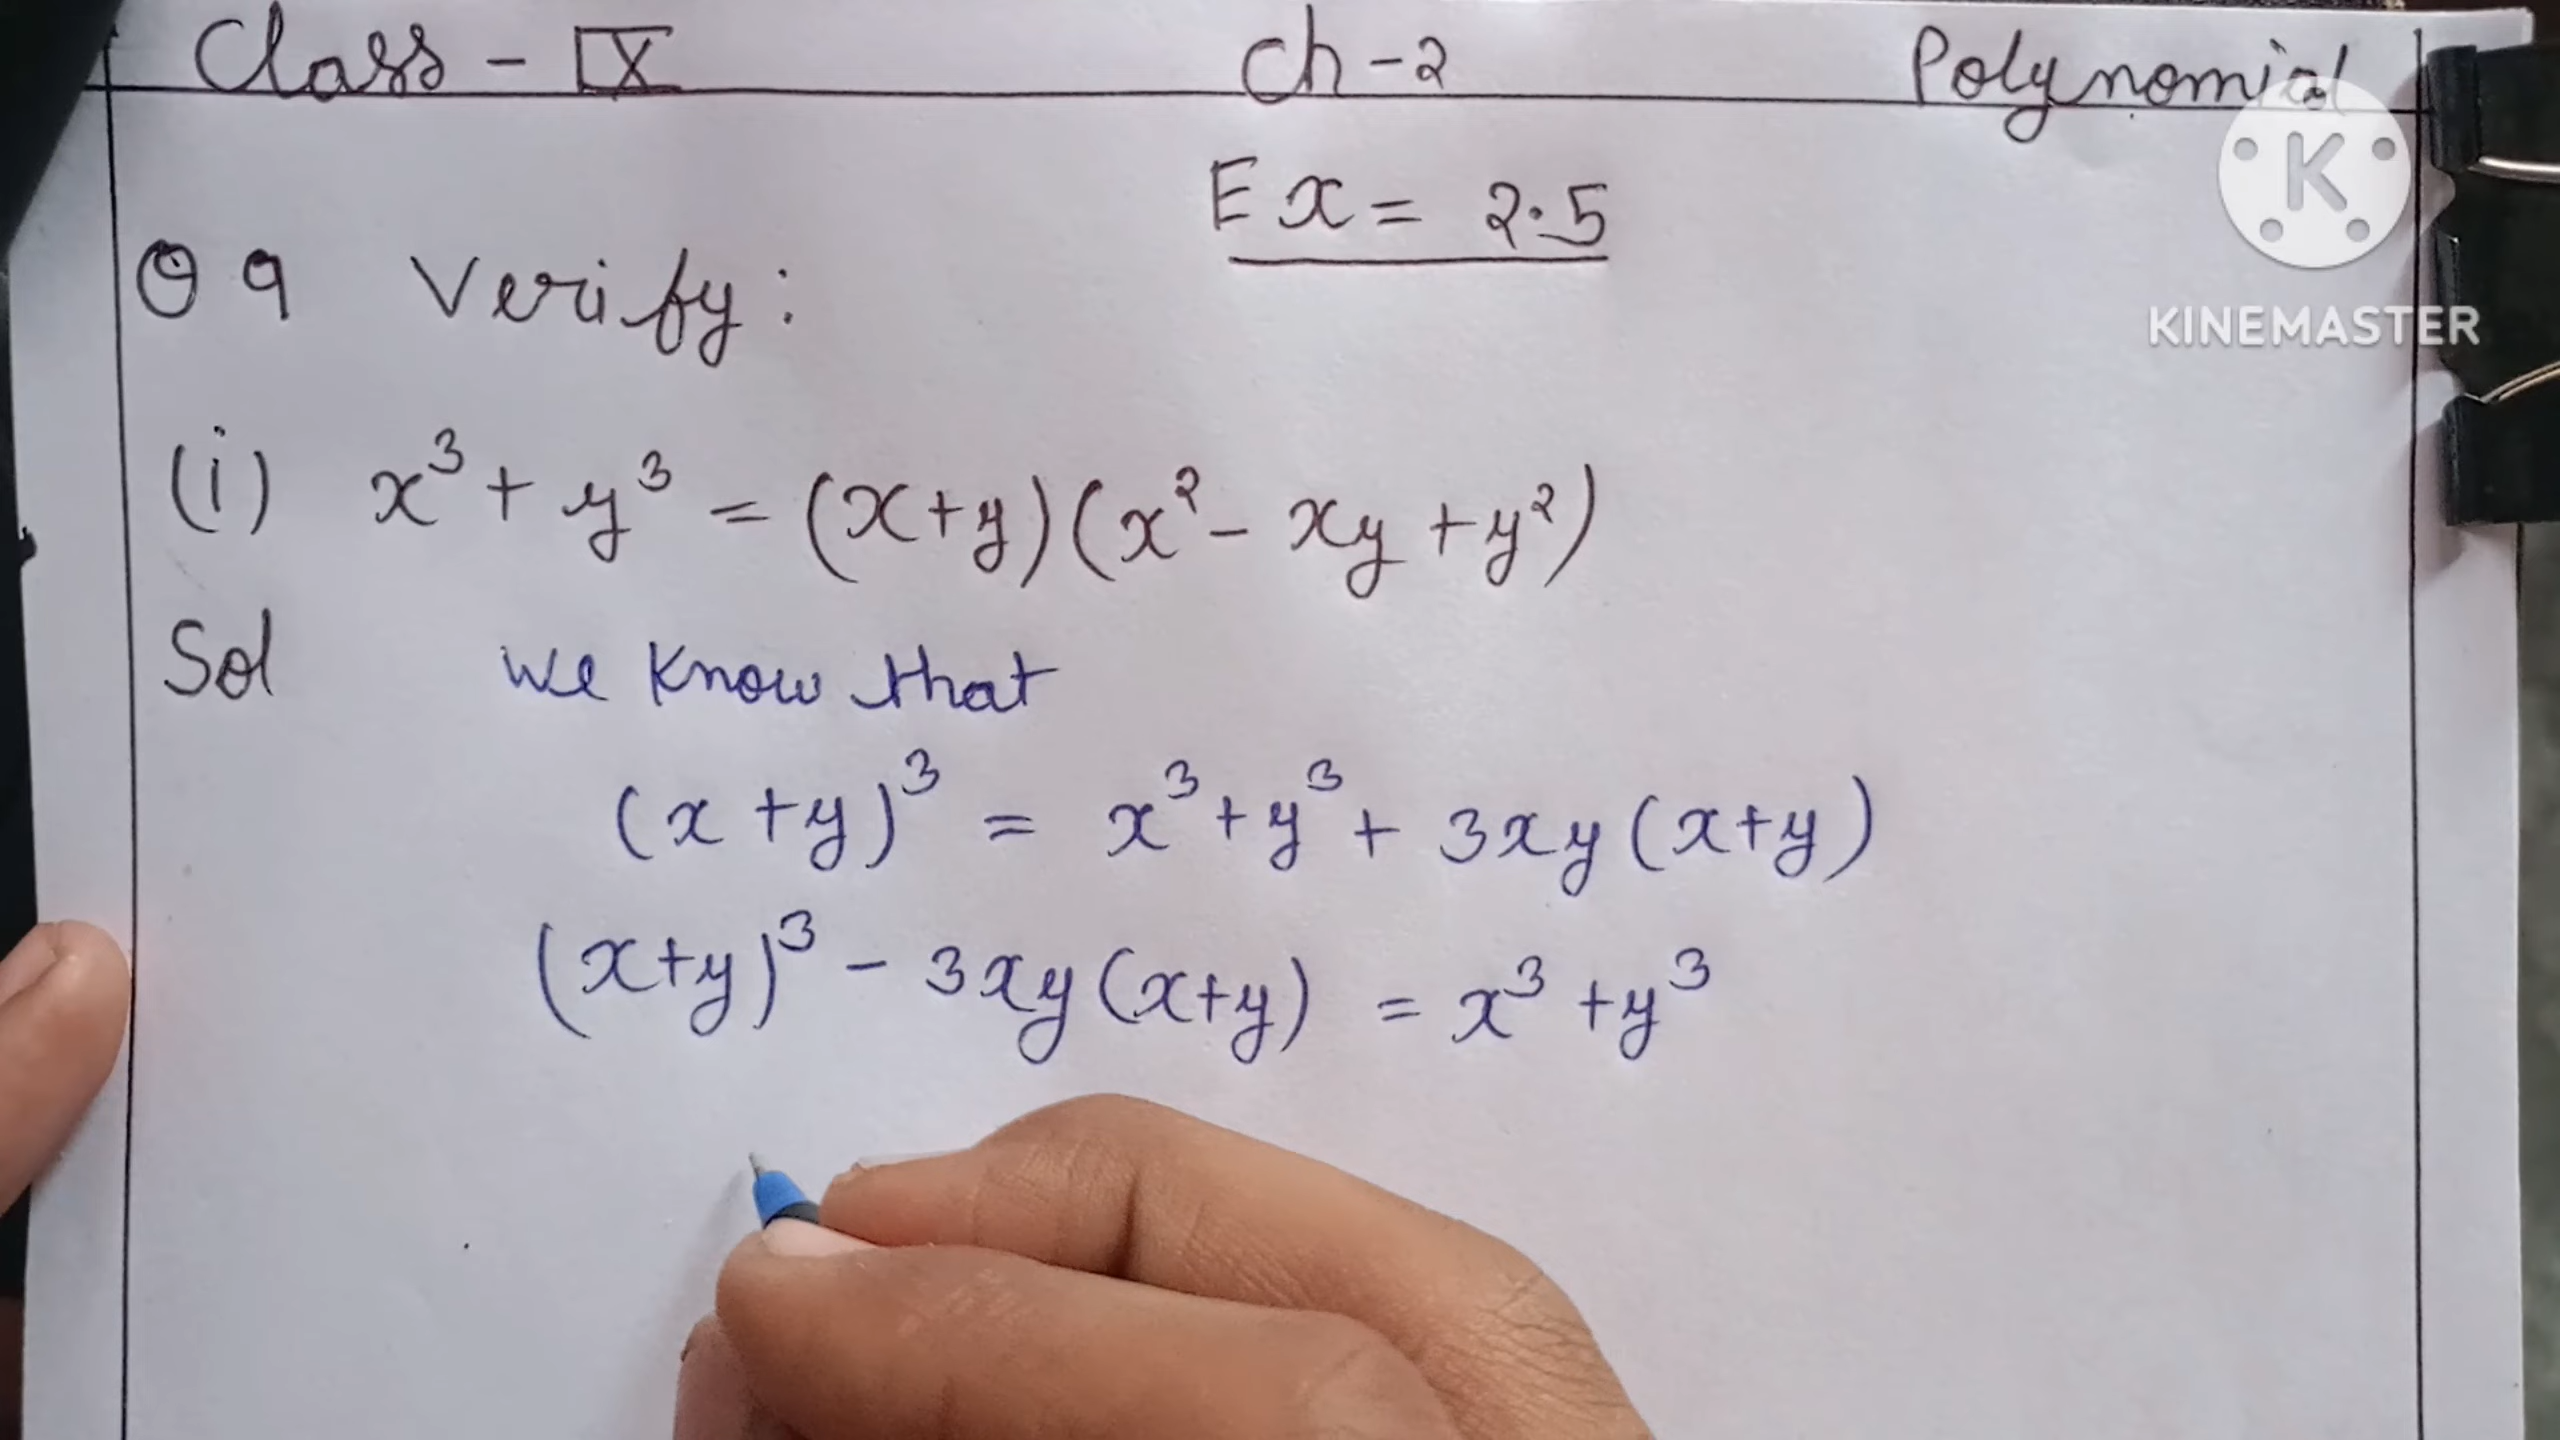 Class - IX Ch - 2 Polynomial
Ex = 2.5
Q 9 Verify:
(i) x³ + y³ = (x+y)(x² - xy + y²)
Sol We know that
(x+y)³ = x³ + y³ + 3xy(x+y)
(x+y)³ - 3xy(x+y) = x³ + y³
K
KINEMASTER